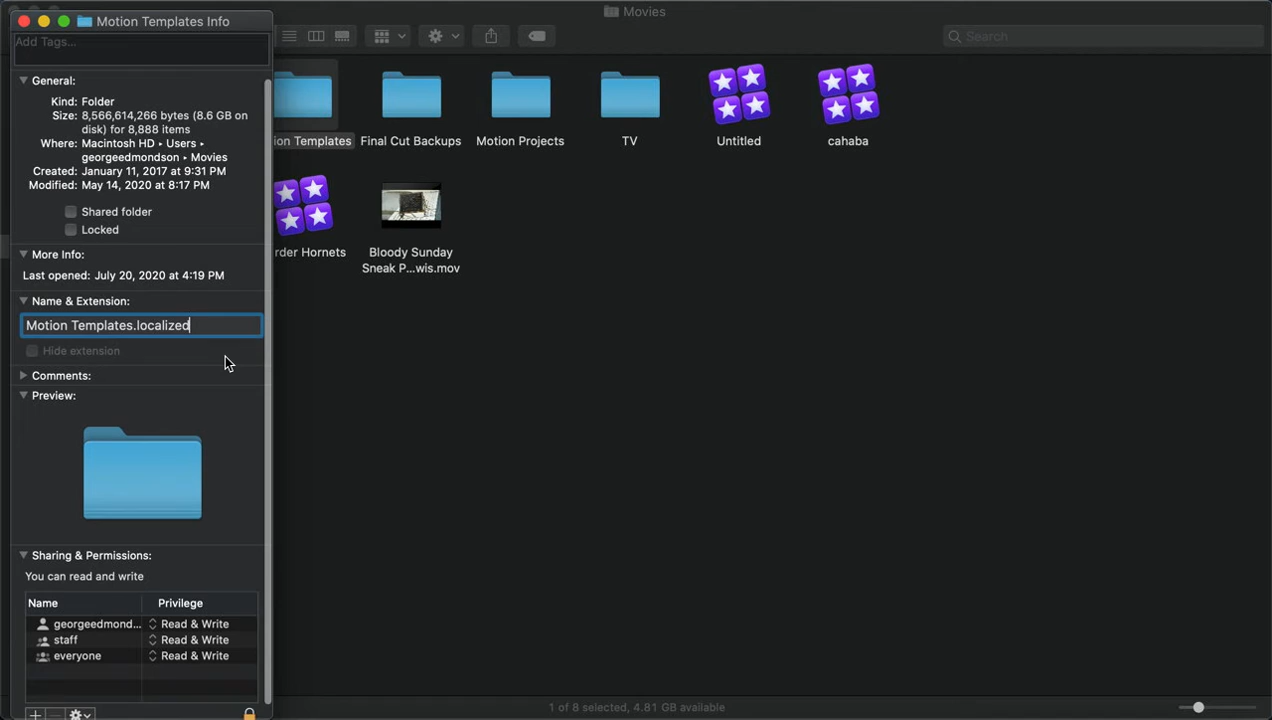 Motion Templates Info
Movies
Search
Add Tags...
General:
Kind: Folder
Size: 8,566,614,266 bytes (8.6 GB on
disk) for 8,888 items
Where: Macintosh HD ▸ Users ▸
georgeedmondson ▸ Movies
Created: January 11, 2017 at 9:31 PM
Modified: May 14, 2020 at 8:17 PM
Shared folder
Locked
More Info:
Last opened: July 20, 2020 at 4:19 PM
Name & Extension:
Motion Templates.localized
Hide extension
Comments:
Preview:
Sharing & Permissions:
You can read and write
Name Privilege
georgeedmond... Read & Write
staff Read & Write
everyone Read & Write
ion Templates
Final Cut Backups
Motion Projects
TV
Untitled
cahaba
rder Hornets
Bloody Sunday
Sneak P...wis.mov
1 of 8 selected, 4.81 GB available